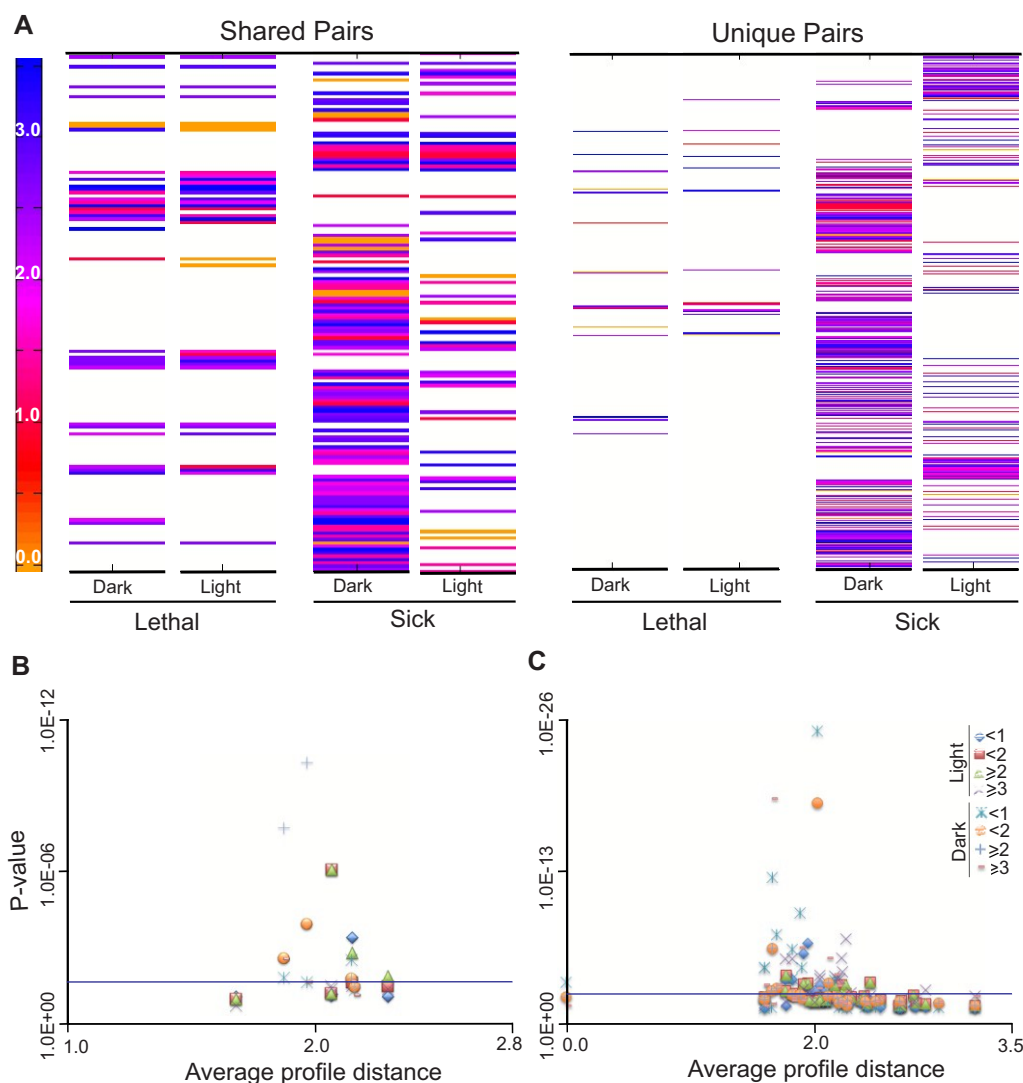 A
Shared Pairs
Unique Pairs
3.0
2.0
1.0
0.0
Dark
Light
Dark
Light
Lethal
Sick
Dark
Light
Dark
Light
Lethal
Sick
B
1.0E-12
1.0E-06
1.0E+00
P-value
1.0
2.0
2.8
Average profile distance
C
1.0E-26
1.0E-13
1.0E+00
0.0
2.0
3.5
Average profile distance
Light
<1
<2
⩾2
⩾3
Dark
<1
<2
⩾2
⩾3